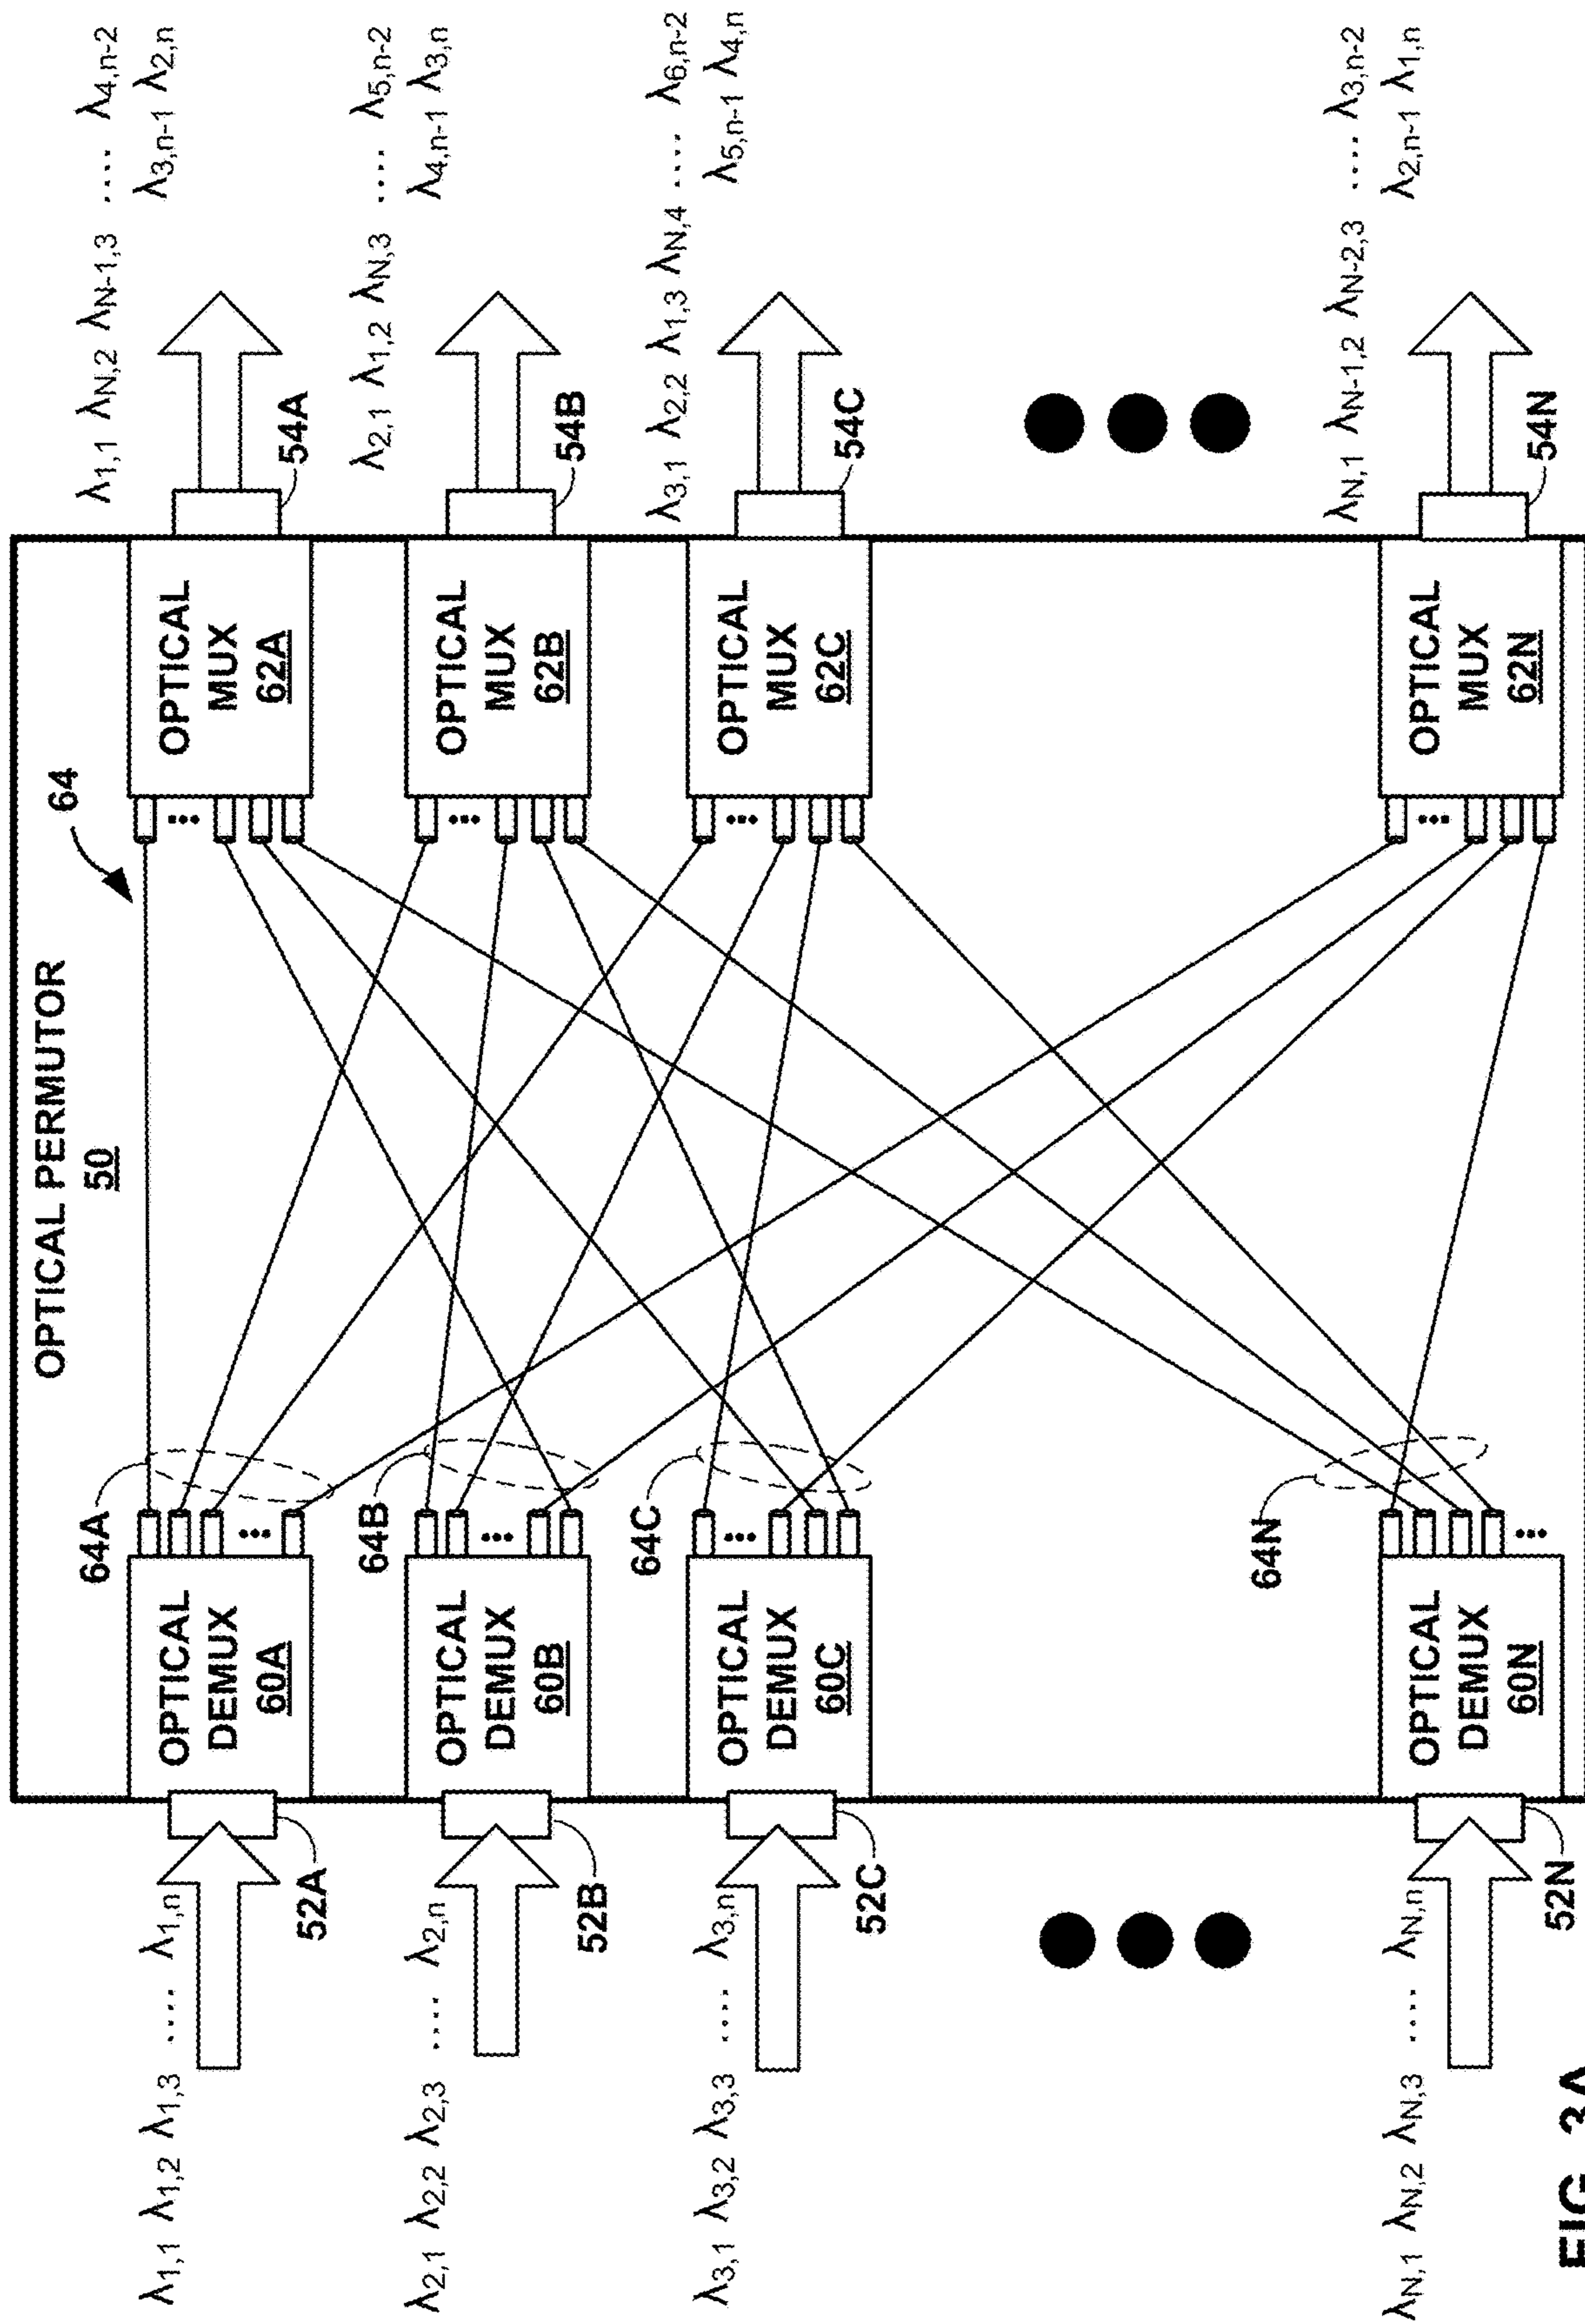 OPTICAL PERMUTOR
50
64
λ1,1 λ1,2 λ1,3 .... λ1,n
52A
OPTICAL
DEMUX
60A
64A
OPTICAL
MUX
62A
54A
λ1,1 λN,2 λN-1,3 .... λ4,n-2
λ3,n-1 λ2,n
λ2,1 λ2,2 λ2,3 .... λ2,n
52B
OPTICAL
DEMUX
60B
64B
OPTICAL
MUX
62B
54B
λ2,1 λ1,2 λN,3 .... λ5,n-2
λ4,n-1 λ3,n
λ3,1 λ3,2 λ3,3 .... λ3,n
52C
OPTICAL
DEMUX
60C
64C
OPTICAL
MUX
62C
54C
λ3,1 λ2,2 λ1,3 λN,4 .... λ6,n-2
λ5,n-1 λ4,n
λN,1 λN,2 λN,3 .... λN,n
52N
OPTICAL
DEMUX
60N
64N
OPTICAL
MUX
62N
54N
λN,1 λN-1,2 λN-2,3 .... λ3,n-2
λ2,n-1 λ1,n
FIG. 3A